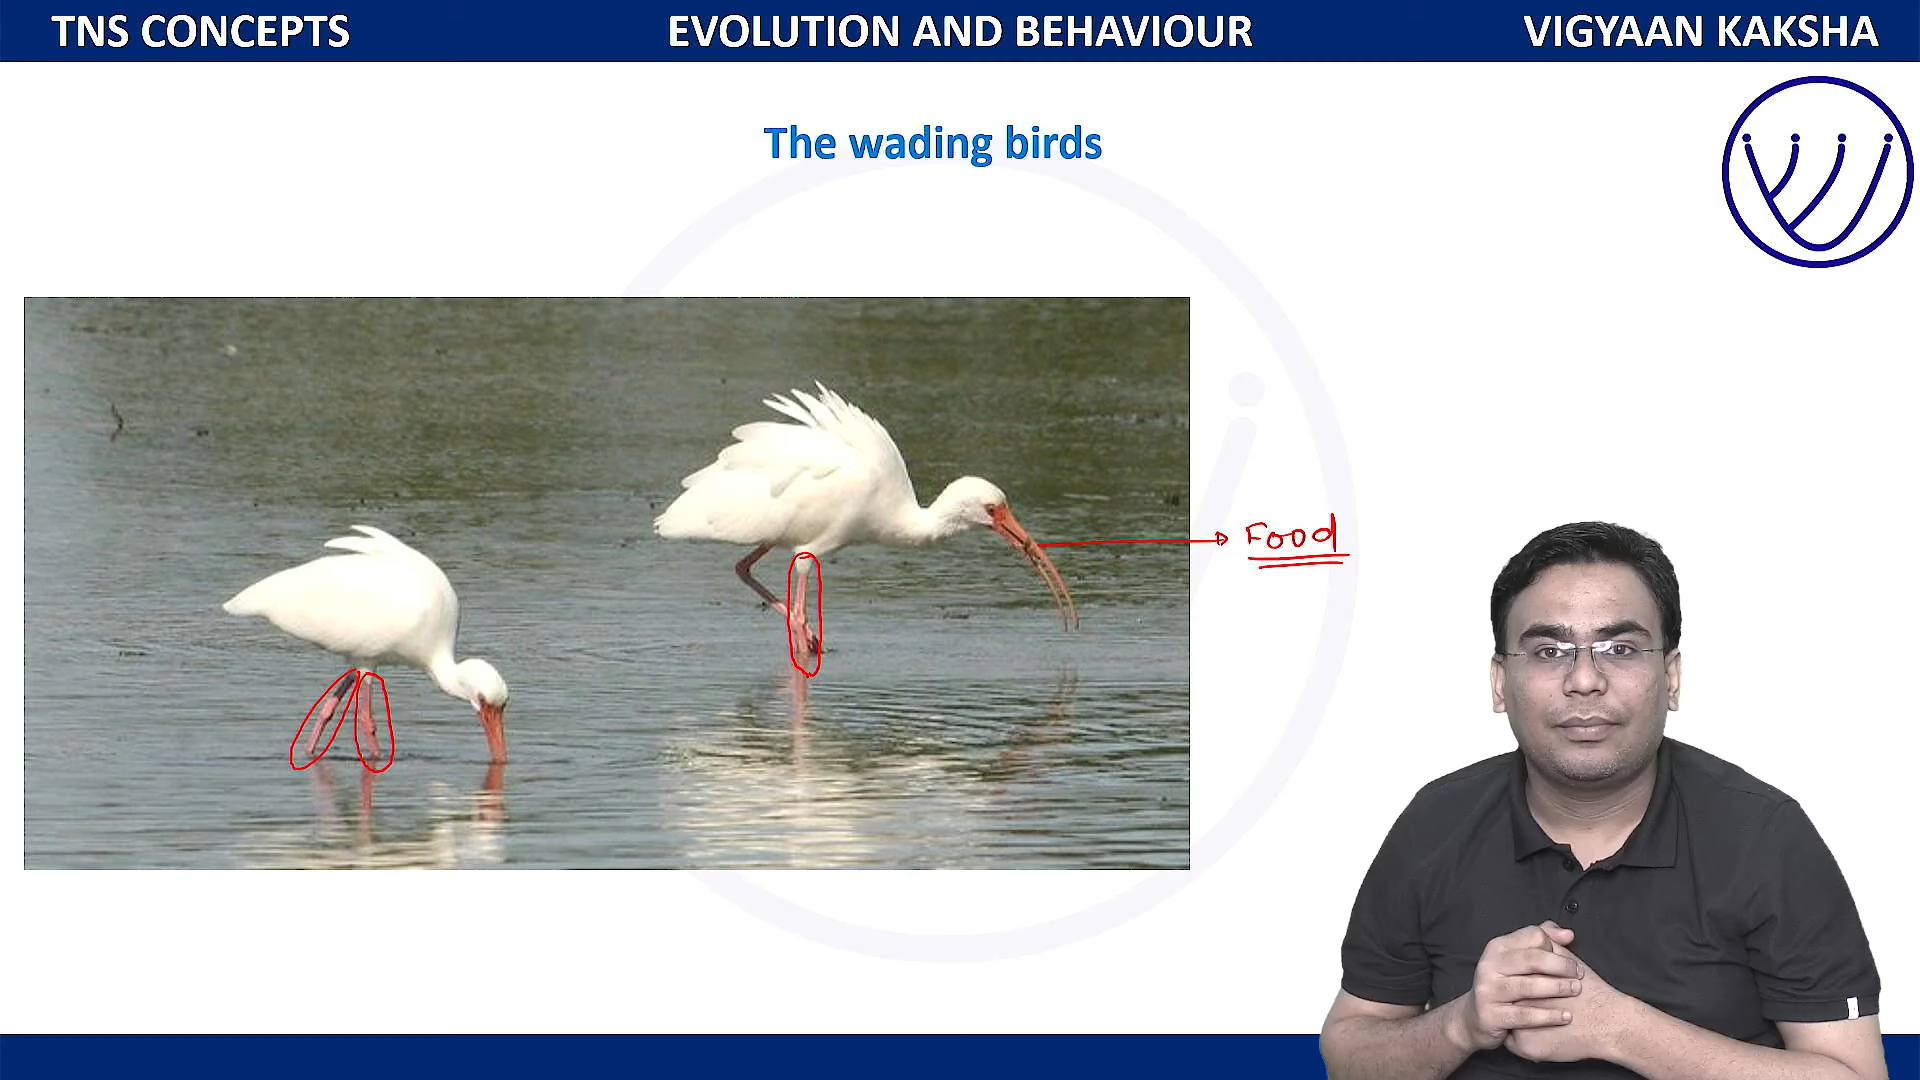 TNS CONCEPTS
EVOLUTION AND BEHAVIOUR
VIGYAAN KAKSHA
The wading birds
Food